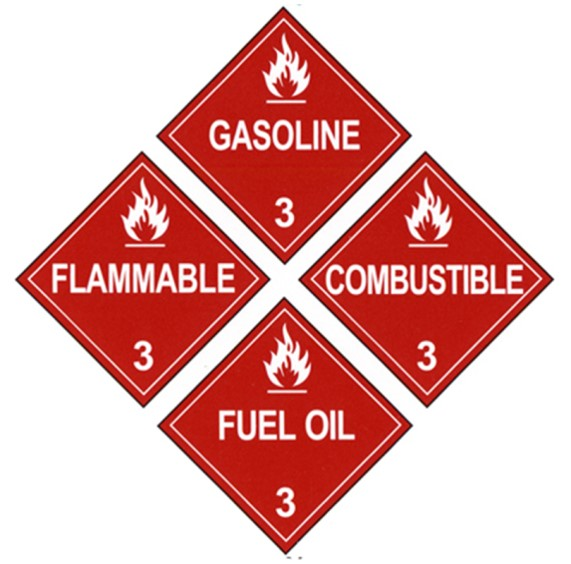 GASOLINE
3
FLAMMABLE
3
COMBUSTIBLE
3
FUEL OIL
3